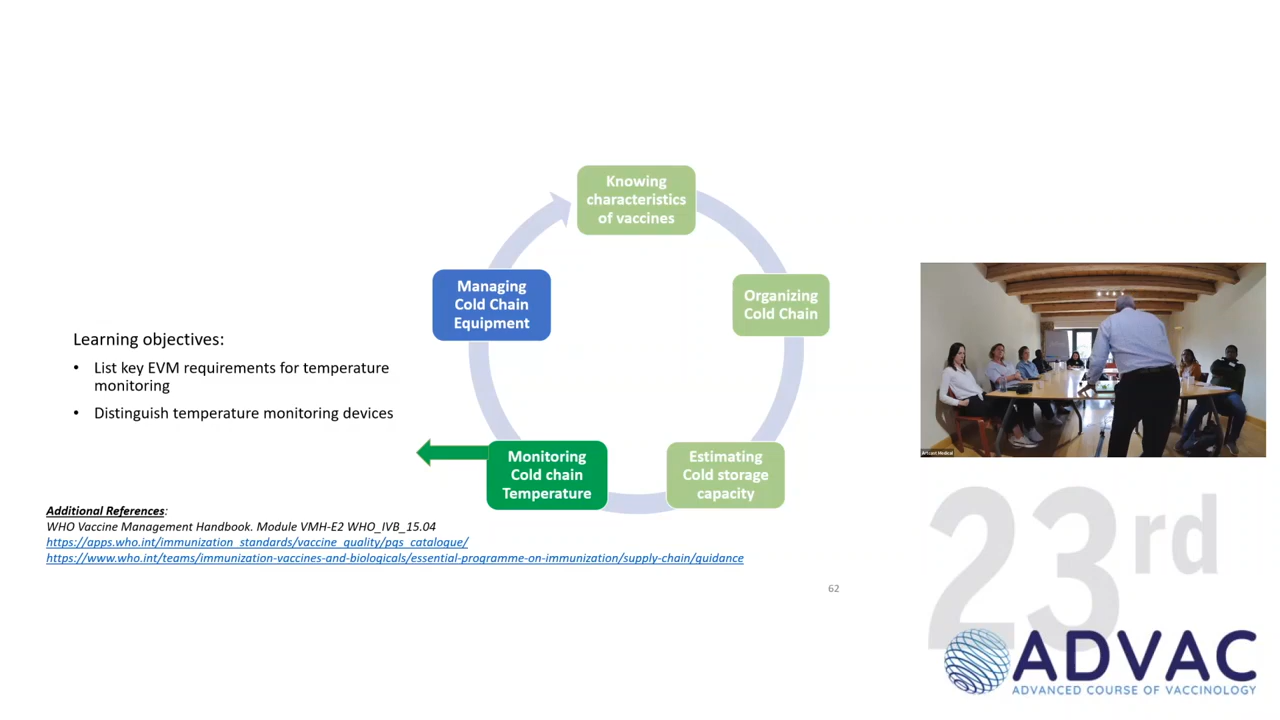 Knowing
characteristics
of vaccines
Managing
Cold Chain
Equipment
Organizing
Cold Chain
Learning objectives:
• List key EVM requirements for temperature
monitoring
• Distinguish temperature monitoring devices
Monitoring
Cold chain
Temperature
Estimating
Cold storage
capacity
Additional References:
WHO Vaccine Management Handbook. Module VMH-E2 WHO_IVB_15.04
https://apps.who.int/immunization_standards/vaccine_quality/pqs_catalogue/
https://www.who.int/teams/immunization-vaccines-and-biologicals/essential-programme-on-immunization/supply-chain/guidance
62
Artcast Medical
23rd
ADVAC
ADVANCED COURSE OF VACCINOLOGY